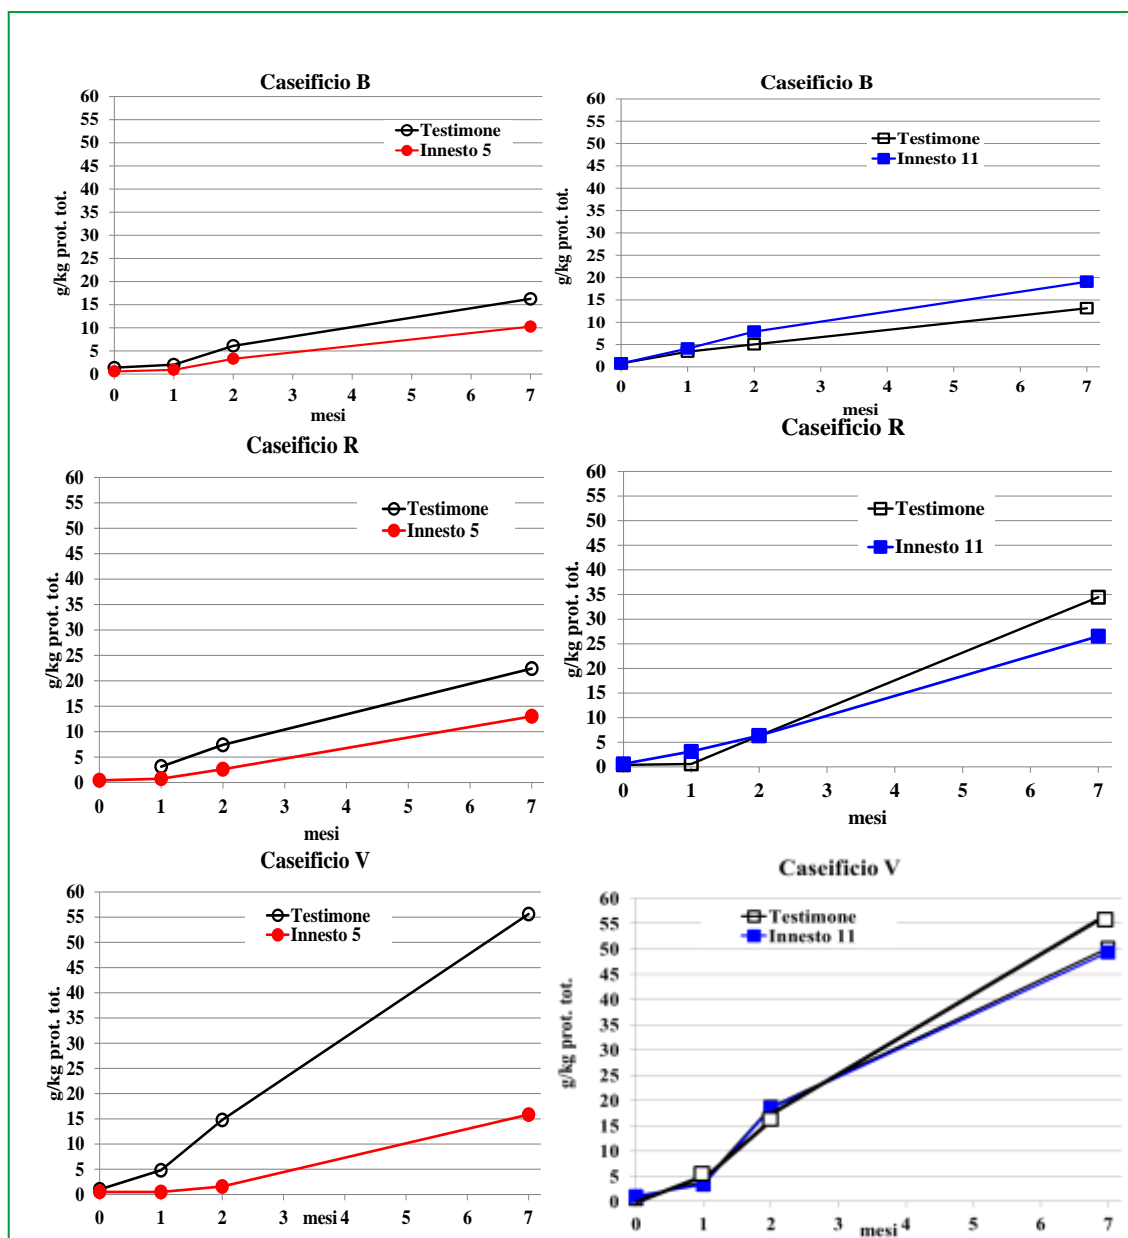 Caseificio B
60
55
50
45
40
35
30
25
20
15
10
5
0
g/kg prot. tot.
Testimone
Innesto 5
0 1 2 3 4 5 6 7
mesi
Caseificio B
60
55
50
45
40
35
30
25
20
15
10
5
0
g/kg prot. tot.
Testimone
Innesto 11
0 1 2 3 4 5 6 7
mesi
Caseificio R
60
55
50
45
40
35
30
25
20
15
10
5
0
g/kg prot. tot.
Testimone
Innesto 5
0 1 2 3 4 5 6 7
mesi
Caseificio R
60
55
50
45
40
35
30
25
20
15
10
5
0
g/kg prot. tot.
Testimone
Innesto 11
0 1 2 3 4 5 6 7
mesi
Caseificio V
60
55
50
45
40
35
30
25
20
15
10
5
0
g/kg prot. tot.
Testimone
Innesto 5
0 1 2 3 mesi 4 5 6 7
Caseificio V
60
55
50
45
40
35
30
25
20
15
10
5
0
g/kg prot. tot.
Testimone
Innesto 11
0 1 2 3 4 5 6 7
mesi